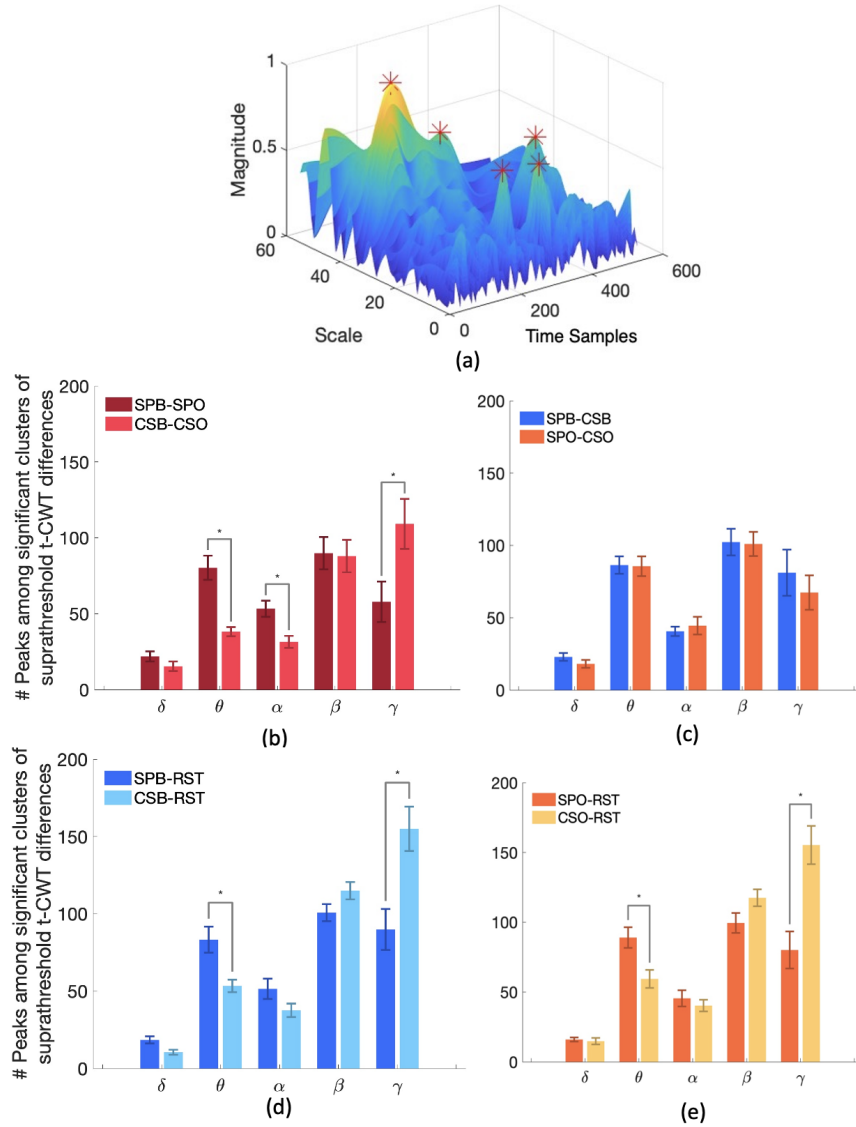 1
0.5
0
Magnitude
60
40
20
0
Scale
0
200
400
600
Time Samples
(a)
# Peaks among significant clusters of
suprathreshold t-CWT differences
200
150
100
50
0
SPB-SPO
CSB-CSO
*
*
*
δ θ α β γ
(b)
200
150
100
50
0
SPB-CSB
SPO-CSO
δ θ α β γ
(c)
# Peaks among significant clusters of
suprathreshold t-CWT differences
200
150
100
50
0
SPB-RST
CSB-RST
*
*
δ θ α β γ
(d)
200
150
100
50
0
SPO-RST
CSO-RST
*
*
δ θ α β γ
(e)